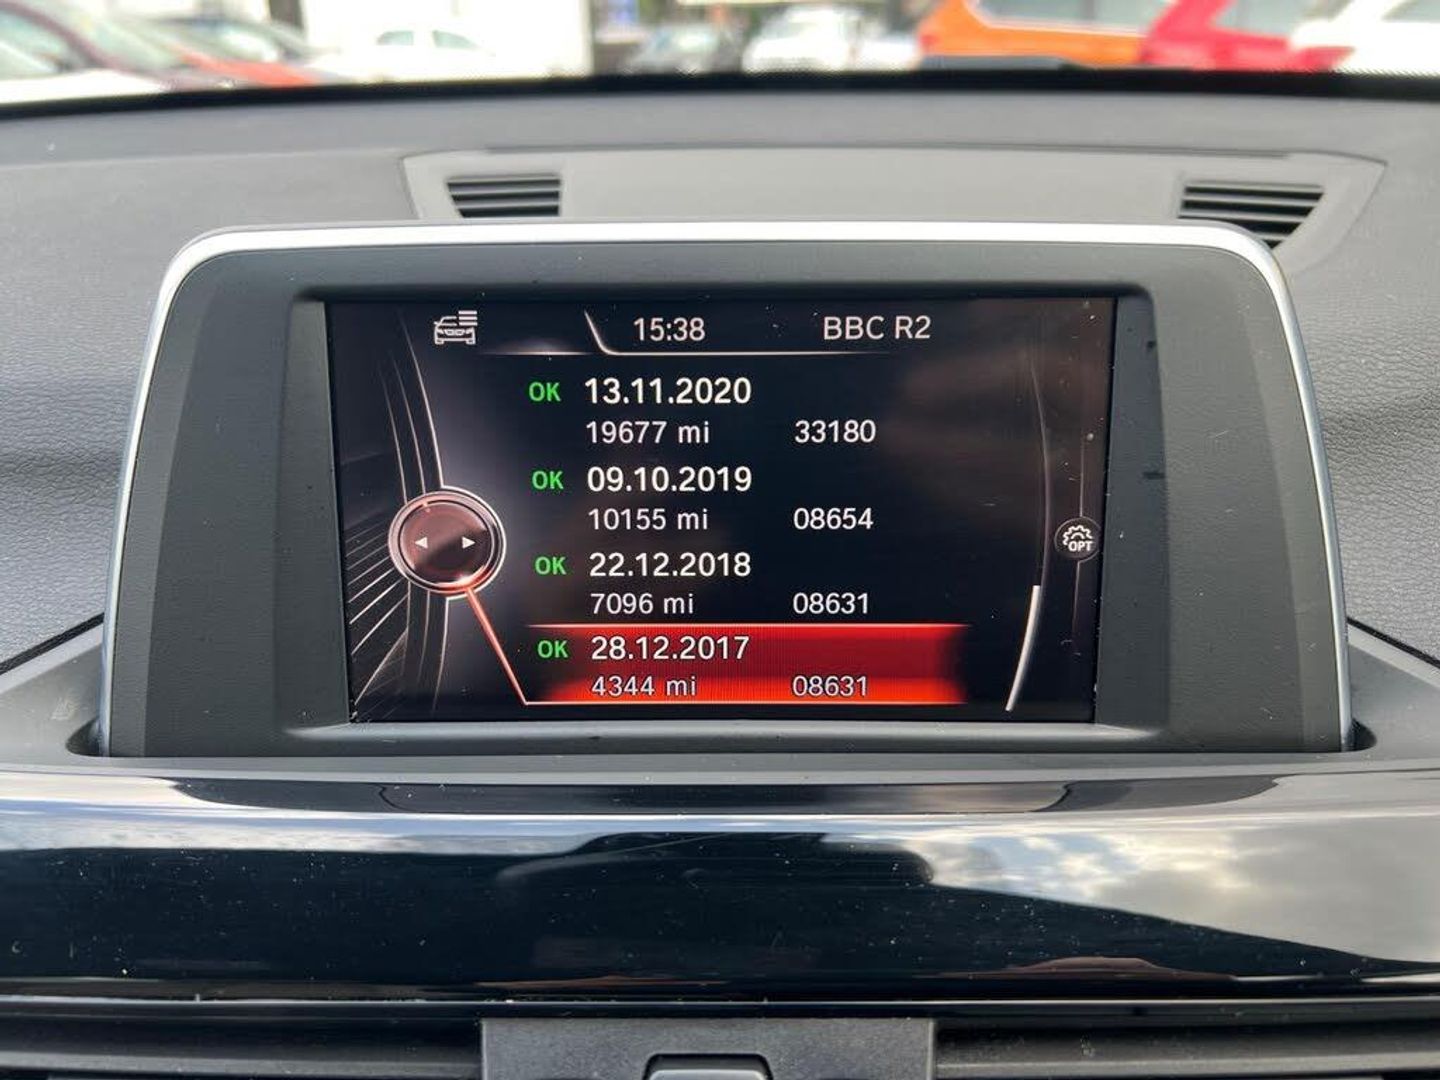 15:38 BBC R2
OK 13.11.2020
19677 mi 33180
OK 09.10.2019
10155 mi 08654
OK 22.12.2018
7096 mi 08631
OK 28.12.2017
4344 mi 08631
OPT